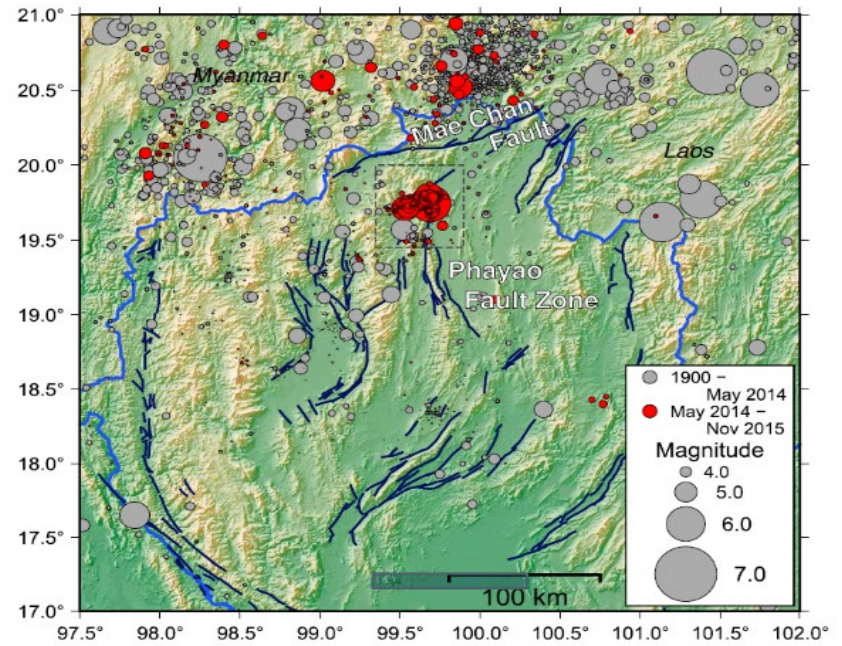 21.0°
20.5°
20.0°
19.5°
19.0°
18.5°
18.0°
17.5°
17.0°
97.5°
98.0°
98.5°
99.0°
99.5°
100.0°
100.5°
101.0°
101.5°
102.0°
Myanmar
Mae Chan
Fault
Laos
Phayao
Fault Zone
1900 –
May 2014
May 2014 –
Nov 2015
Magnitude
4.0
5.0
6.0
7.0
100 km